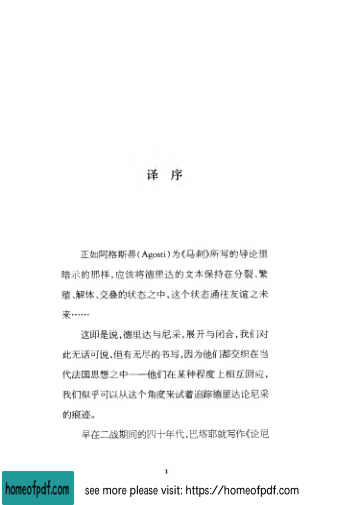 译 序
正如阿格斯蒂(Agosti)为《马刺》所写的导论里
暗示的那样,应该将德里达的文本保持在分裂、繁
殖、解体、交叠的状态之中,这个状态通往友谊之未
来……
这即是说,德里达与尼采,展开与闭合,我们对
此无话可说,但有无尽的书写,因为他们都交织在当
代法国思想之中——他们在某种程度上相互回应,
我们似乎可以从这个角度来试着追踪德里达论尼采
的痕迹。
早在二战期间的四十年代,巴塔耶就写作《论尼
1
homeofpdf.com
see more please visit: https://homeofpdf.com